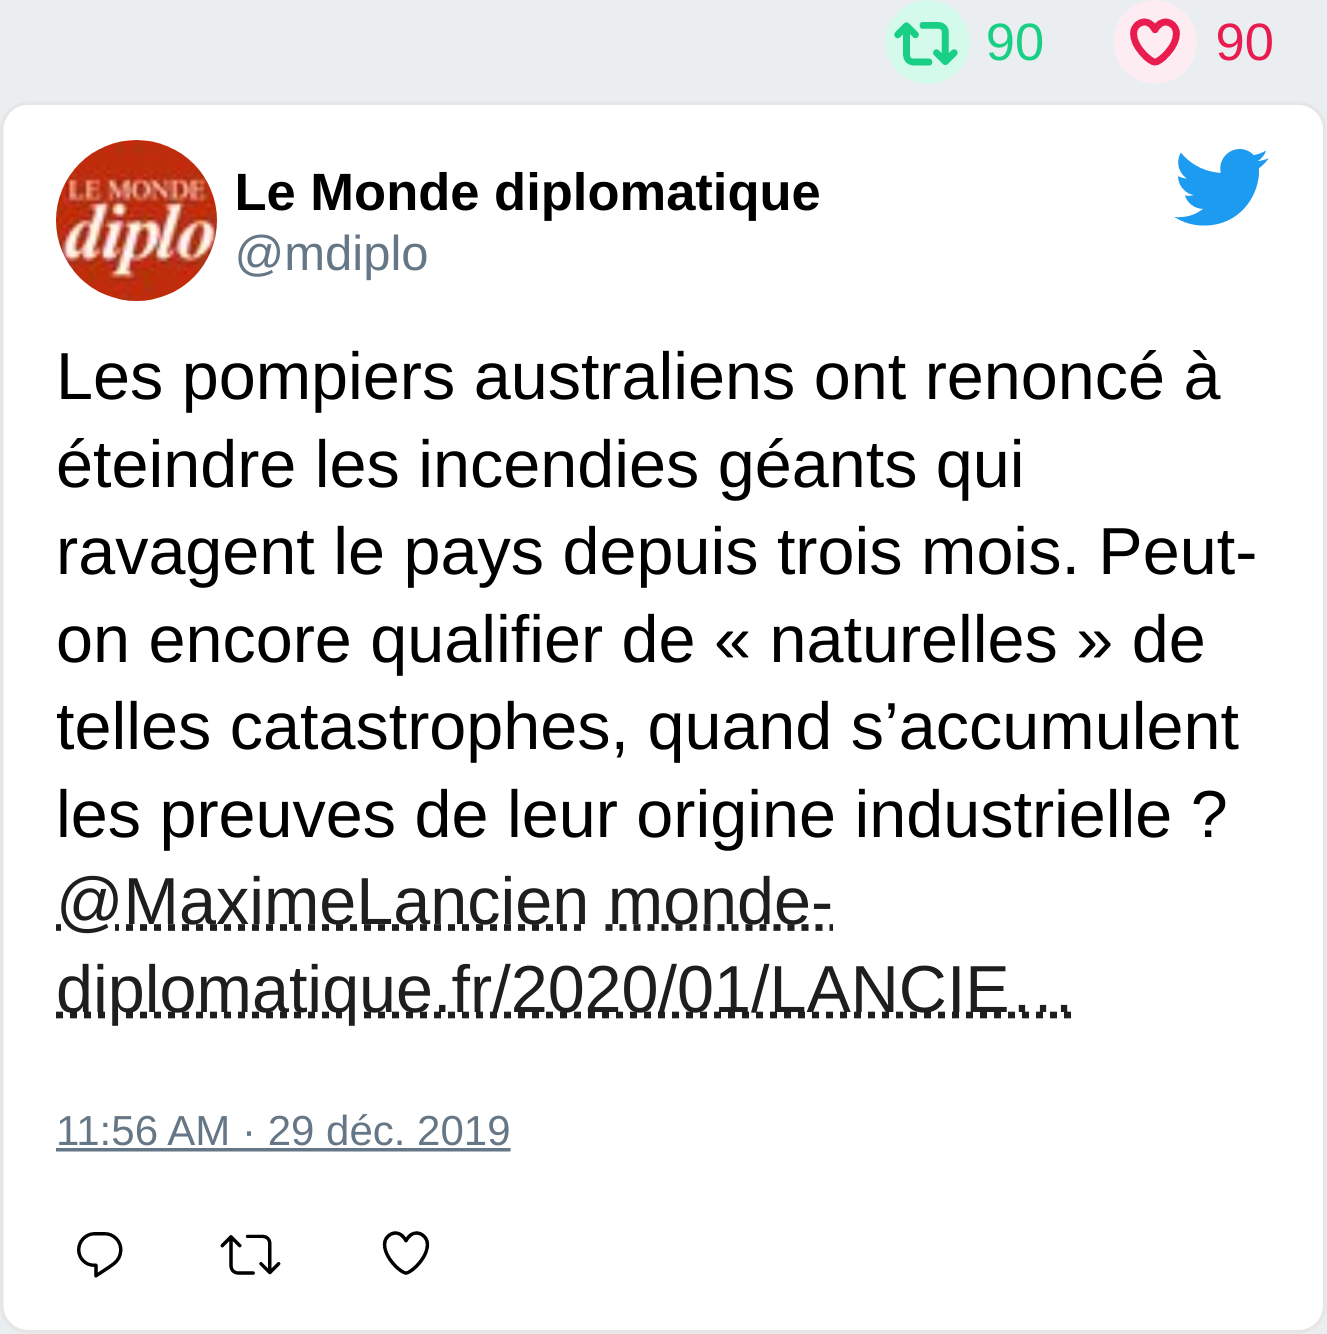 90 90
LE MONDE
diplo
Le Monde diplomatique
@mdiplo
Les pompiers australiens ont renoncé à
éteindre les incendies géants qui
ravagent le pays depuis trois mois. Peut-
on encore qualifier de « naturelles » de
telles catastrophes, quand s’accumulent
les preuves de leur origine industrielle ?
@MaximeLancien monde-
diplomatique.fr/2020/01/LANCIE…
11:56 AM · 29 déc. 2019